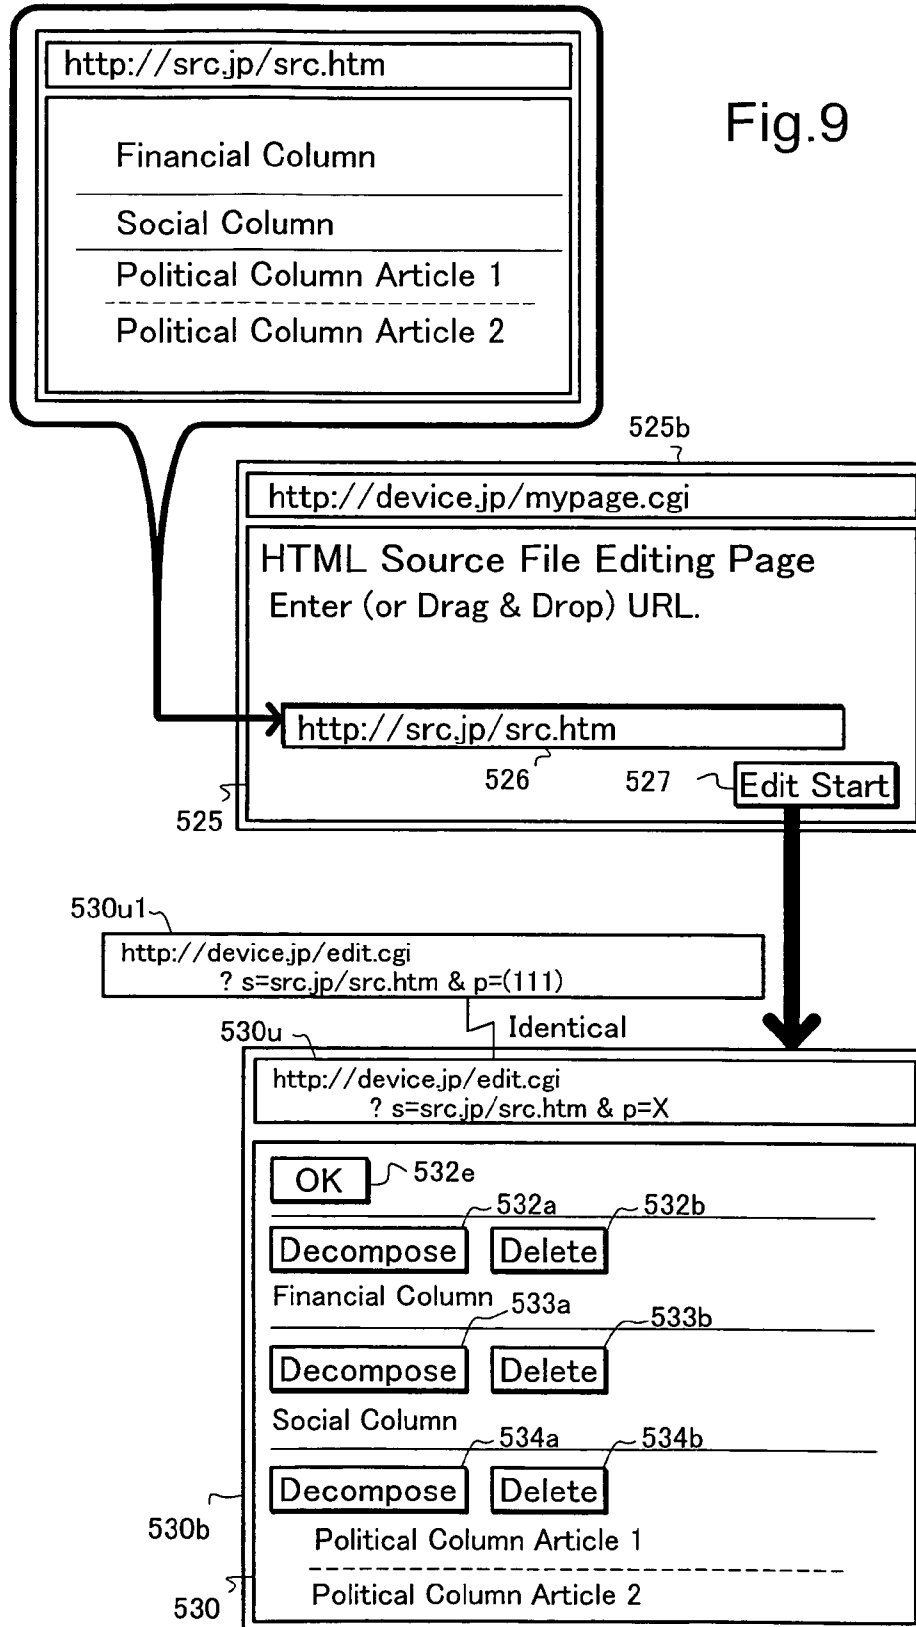 http://src.jp/src.htm
Fig.9
Financial Column
Social Column
Political Column Article 1
Political Column Article 2
525b
http://device.jp/mypage.cgi
HTML Source File Editing Page
Enter (or Drag & Drop) URL.
http://src.jp/src.htm
526
527
Edit Start
525
530u1
http://device.jp/edit.cgi
? s=src.jp/src.htm & p=(111)
530u
Identical
http://device.jp/edit.cgi
? s=src.jp/src.htm & p=X
OK
532e
532a
532b
Decompose
Delete
Financial Column
533a
533b
Decompose
Delete
Social Column
534a
534b
Decompose
Delete
530b
Political Column Article 1
530
Political Column Article 2